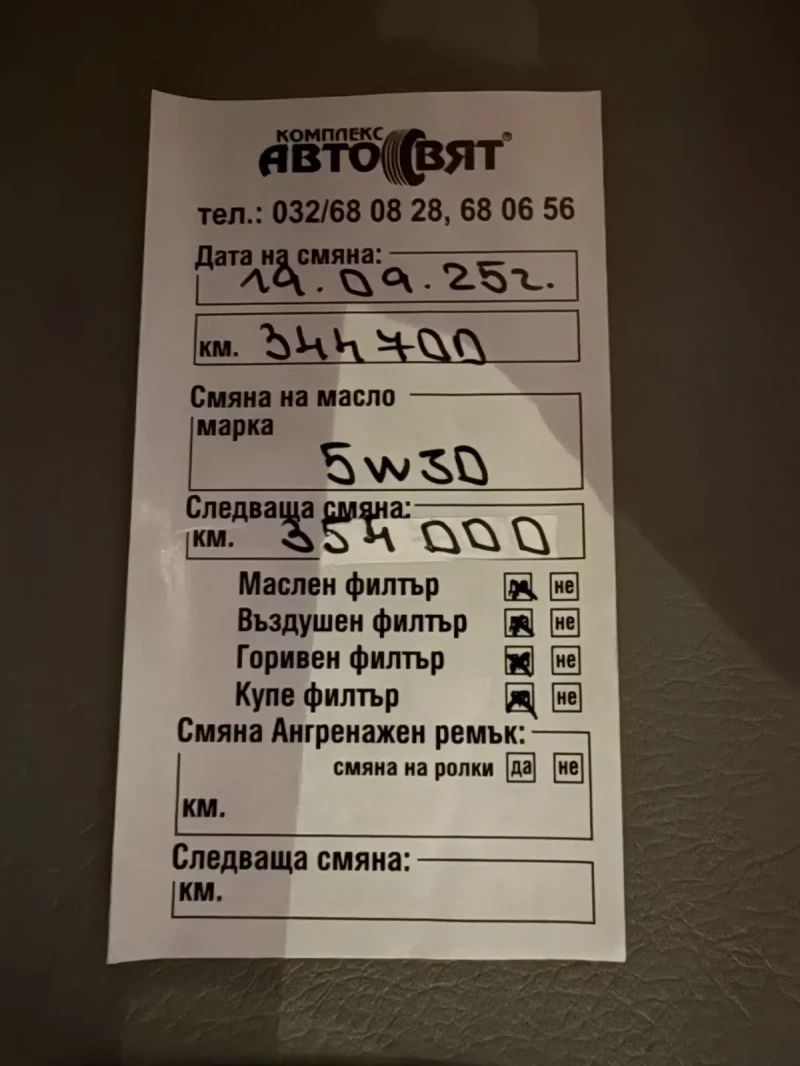 КОМПЛЕКС
АВТОСВЯТ®
тел.: 032/68 08 28, 68 06 56
Дата на смяна:
19.09.25г.
км. 344700
Смяна на масло
марка
5W30
Следваща смяна:
км. 354000
Маслен филтър да не
Въздушен филтър не
Горивен филтър не
Купе филтър не
Смяна Ангренажен ремък:
смяна на ролки да не
км.
Следваща смяна:
км.